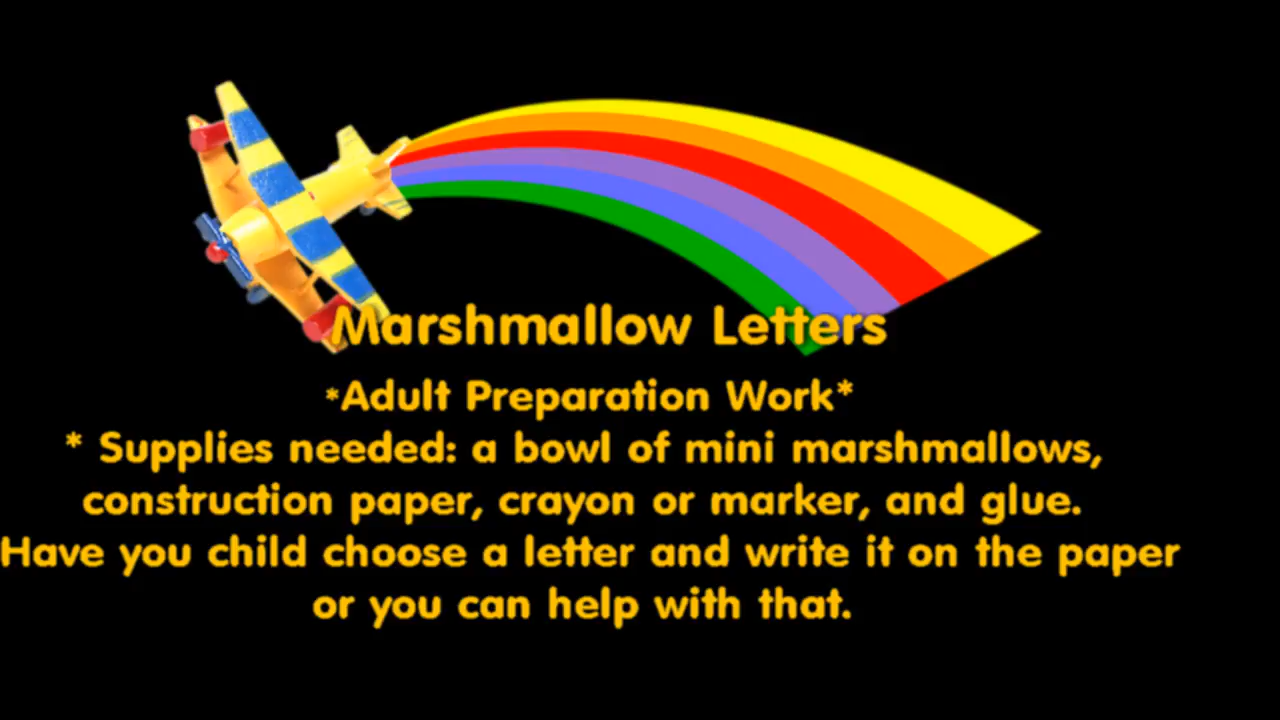 Marshmallow Letters
*Adult Preparation Work*
* Supplies needed: a bowl of mini marshmallows,
construction paper, crayon or marker, and glue.
Have you child choose a letter and write it on the paper
or you can help with that.